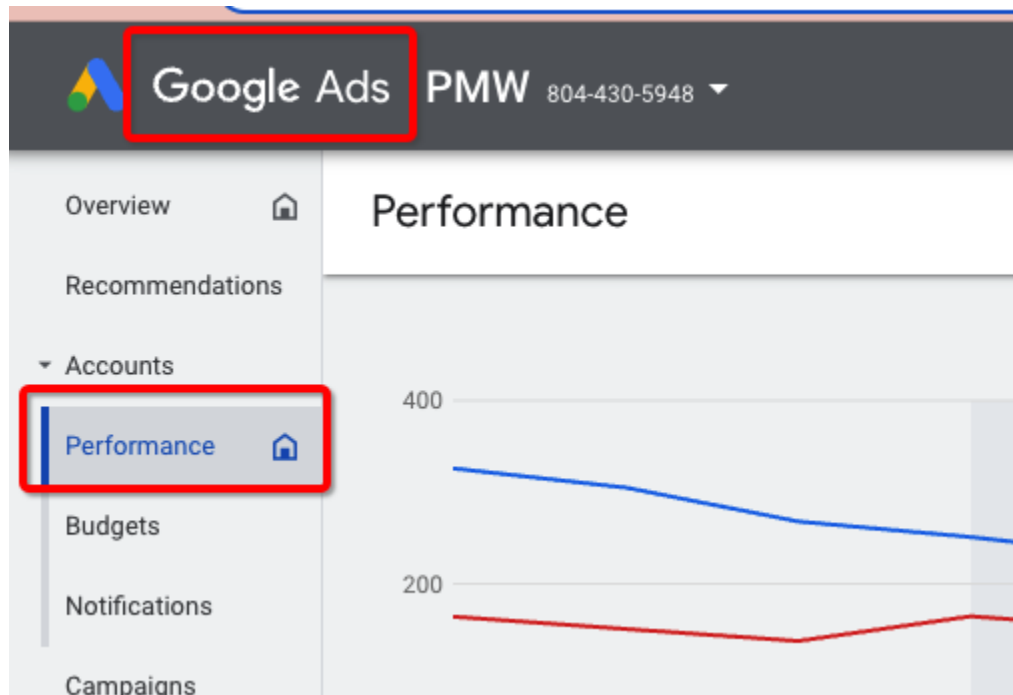 Google Ads PMW 804-430-5948
Overview
Performance
Recommendations
Accounts
Performance
Budgets
Notifications
Campaigns
400
200